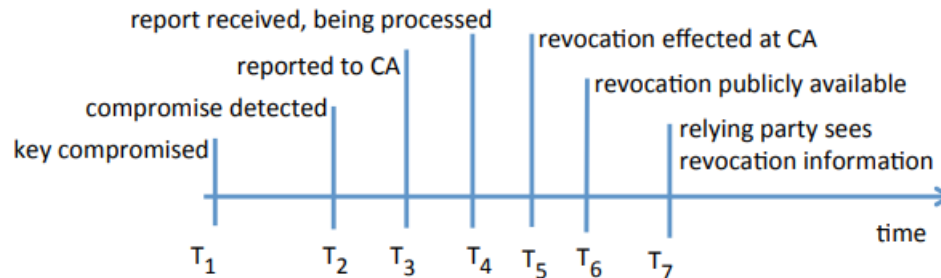 report received, being processed
revocation effected at CA
reported to CA
revocation publicly available
compromise detected
relying party sees
revocation information
key compromised
time
T1 T2 T3 T4 T5 T6 T7